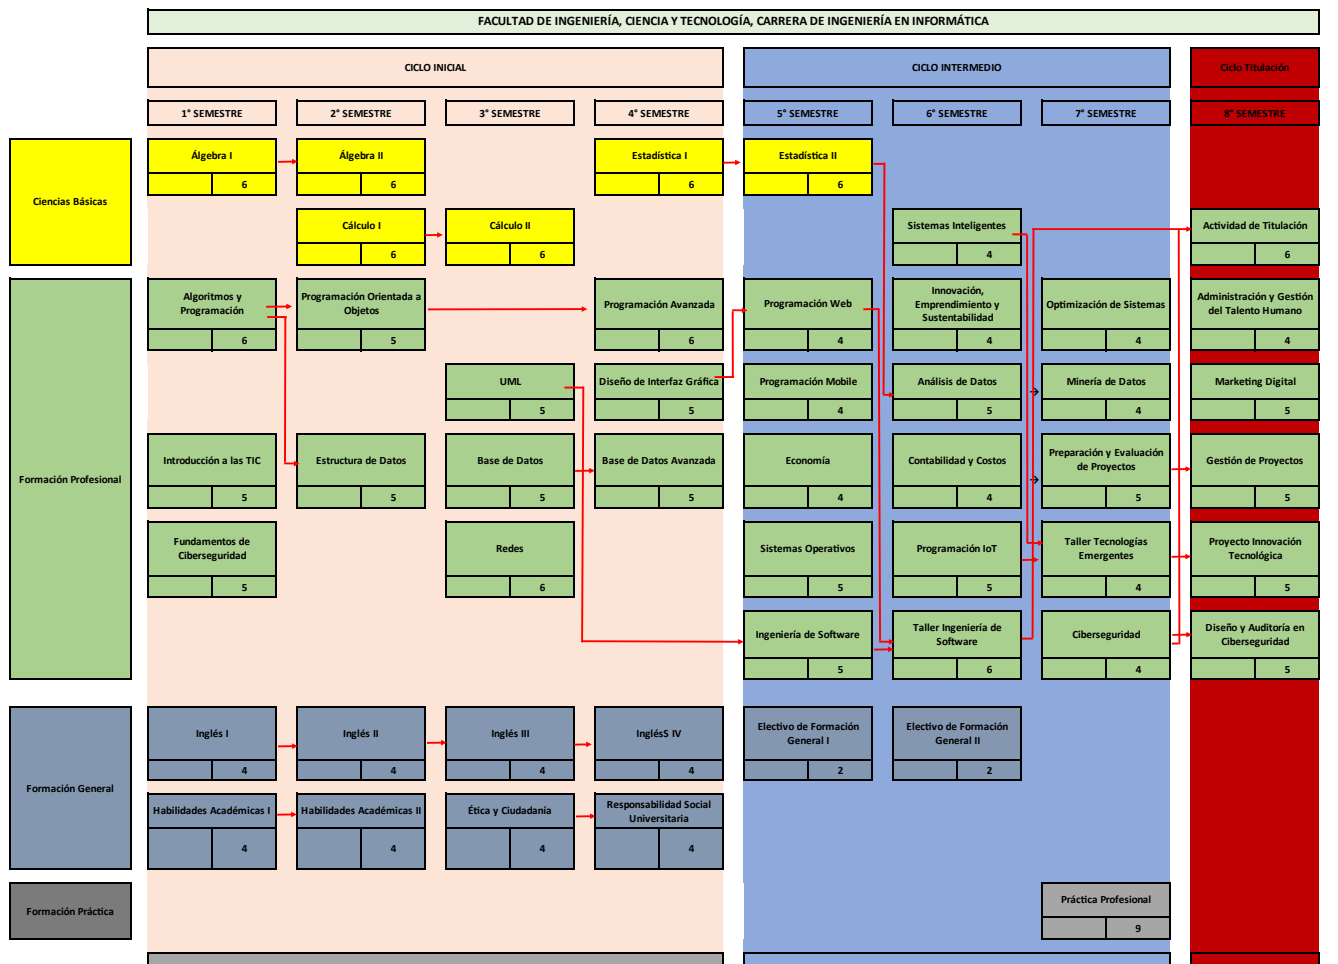 FACULTAD DE INGENIERÍA, CIENCIA Y TECNOLOGÍA, CARRERA DE INGENIERÍA EN INFORMÁTICA
CICLO INICIAL
CICLO INTERMEDIO
Ciclo Titulación
1° SEMESTRE
2° SEMESTRE
3° SEMESTRE
4° SEMESTRE
5° SEMESTRE
6° SEMESTRE
7° SEMESTRE
8° SEMESTRE
Ciencias Básicas
Álgebra I
6
Álgebra II
6
Estadística I
6
Estadística II
6
Cálculo I
6
Cálculo II
6
Sistemas Inteligentes
4
Actividad de Titulación
6
Formación Profesional
Algoritmos y
Programación
6
Programación Orientada a
Objetos
5
Programación Avanzada
6
Programación Web
4
Innovación,
Emprendimiento y
Sustentabilidad
4
Optimización de Sistemas
4
Administración y Gestión
del Talento Humano
4
UML
5
Diseño de Interfaz Gráfica
5
Programación Mobile
4
Análisis de Datos
5
Minería de Datos
4
Marketing Digital
5
Introducción a las TIC
5
Estructura de Datos
5
Base de Datos
5
Base de Datos Avanzada
5
Economía
4
Contabilidad y Costos
4
Preparación y Evaluación
de Proyectos
5
Gestión de Proyectos
5
Fundamentos de
Ciberseguridad
5
Redes
6
Sistemas Operativos
5
Programación IoT
5
Taller Tecnologías
Emergentes
4
Proyecto Innovación
Tecnológica
5
Ingeniería de Software
5
Taller Ingeniería de
Software
6
Ciberseguridad
4
Diseño y Auditoría en
Ciberseguridad
5
Formación General
Inglés I
4
Inglés II
4
Inglés III
4
InglésS IV
4
Electivo de Formación
General I
2
Electivo de Formación
General II
2
Habilidades Académicas I
4
Habilidades Académicas II
4
Ética y Ciudadanía
4
Responsabilidad Social
Universitaria
4
Formación Práctica
Práctica Profesional
9